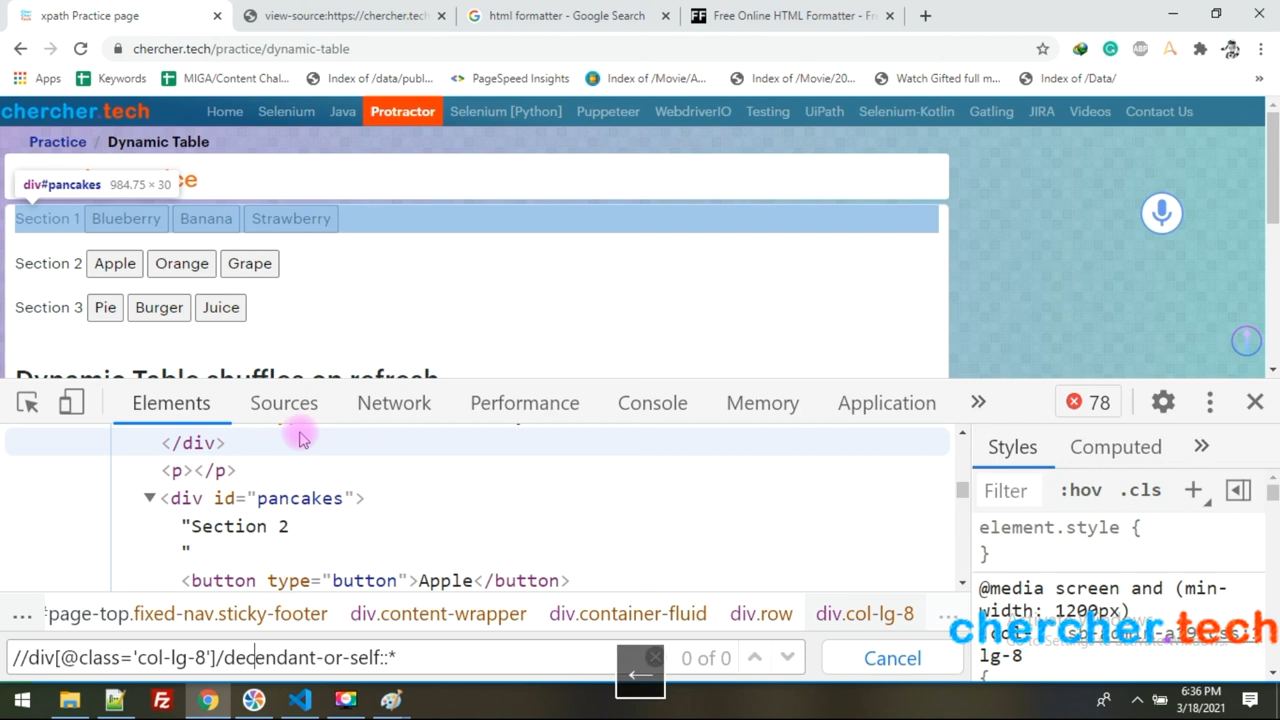 xpath Practice page
view-source:https://chercher.tech
html formatter - Google Search
FF
Free Online HTML Formatter - Fr
chercher.tech/practice/dynamic-table
ABP
Apps
Keywords
MIGA/Content Chal...
Index of /data/publ...
PageSpeed Insights
Index of /Movie/A...
Index of /Movie/20...
Watch Gifted full m...
Index of /Data/
chercher.tech
Home
Selenium
Java
Protractor
Selenium [Python]
Puppeteer
WebdriverIO
Testing
UiPath
Selenium-Kotlin
Gatling
JIRA
Videos
Contact Us
Practice / Dynamic Table
div#pancakes 984.75 × 30
Section 1 Blueberry Banana Strawberry
Section 2 Apple Orange Grape
Section 3 Pie Burger Juice
Dynamic Table shuffles on refresh
Elements
Sources
Network
Performance
Console
Memory
Application
78
</div>
<p></p>
<div id="pancakes">
"Section 2
"
<button type="button">Apple</button>
Styles
Computed
Filter
:hov
.cls
element.style {
}
@media screen and (min-
width: 1200px)
lg-8
{
chercher.tech
... #page-top.fixed-nav.sticky-footer div.content-wrapper div.container-fluid div.row div.col-lg-8 ...
//div[@class='col-lg-8']/decendant-or-self::*
0 of 0
Cancel
6:36 PM
3/18/2021